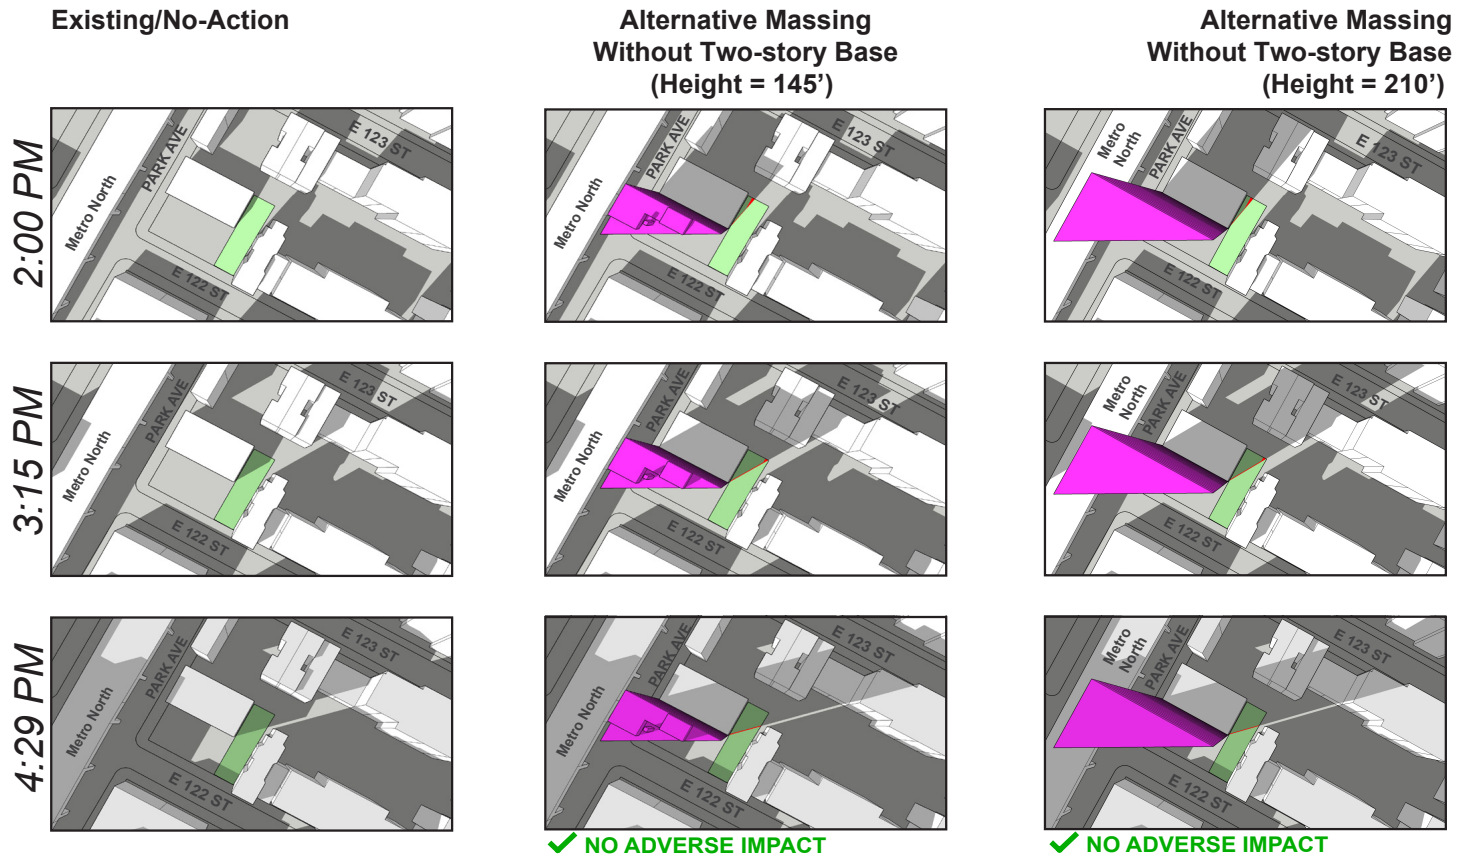 Existing/No-Action
Alternative Massing
Without Two-story Base
(Height = 145’)
Alternative Massing
Without Two-story Base
(Height = 210’)
2:00 PM
Metro North
PARK AVE
E 123 ST
E 122 ST
Metro North
PARK AVE
E 123 ST
E 122 ST
Metro
North
PARK AVE
E 123 ST
E 122 ST
3:15 PM
Metro North
PARK AVE
E 123 ST
E 122 ST
Metro North
PARK AVE
E 123 ST
E 122 ST
Metro
North
PARK AVE
E 123 ST
E 122 ST
4:29 PM
Metro North
PARK AVE
E 123 ST
E 122 ST
Metro North
PARK AVE
E 123 ST
E 122 ST
Metro
North
PARK AVE
E 123 ST
E 122 ST
NO ADVERSE IMPACT
NO ADVERSE IMPACT